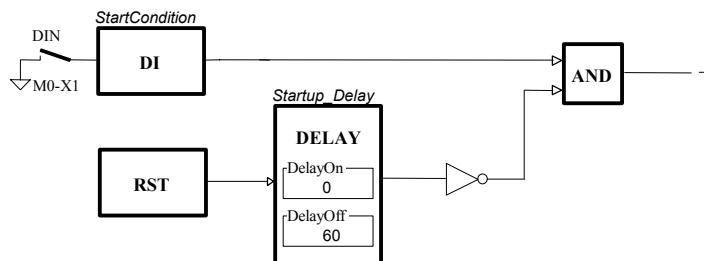 StartCondition
DIN
DI
M0-X1
AND
Startup_Delay
DELAY
DelayOn
0
RST
DelayOff
60